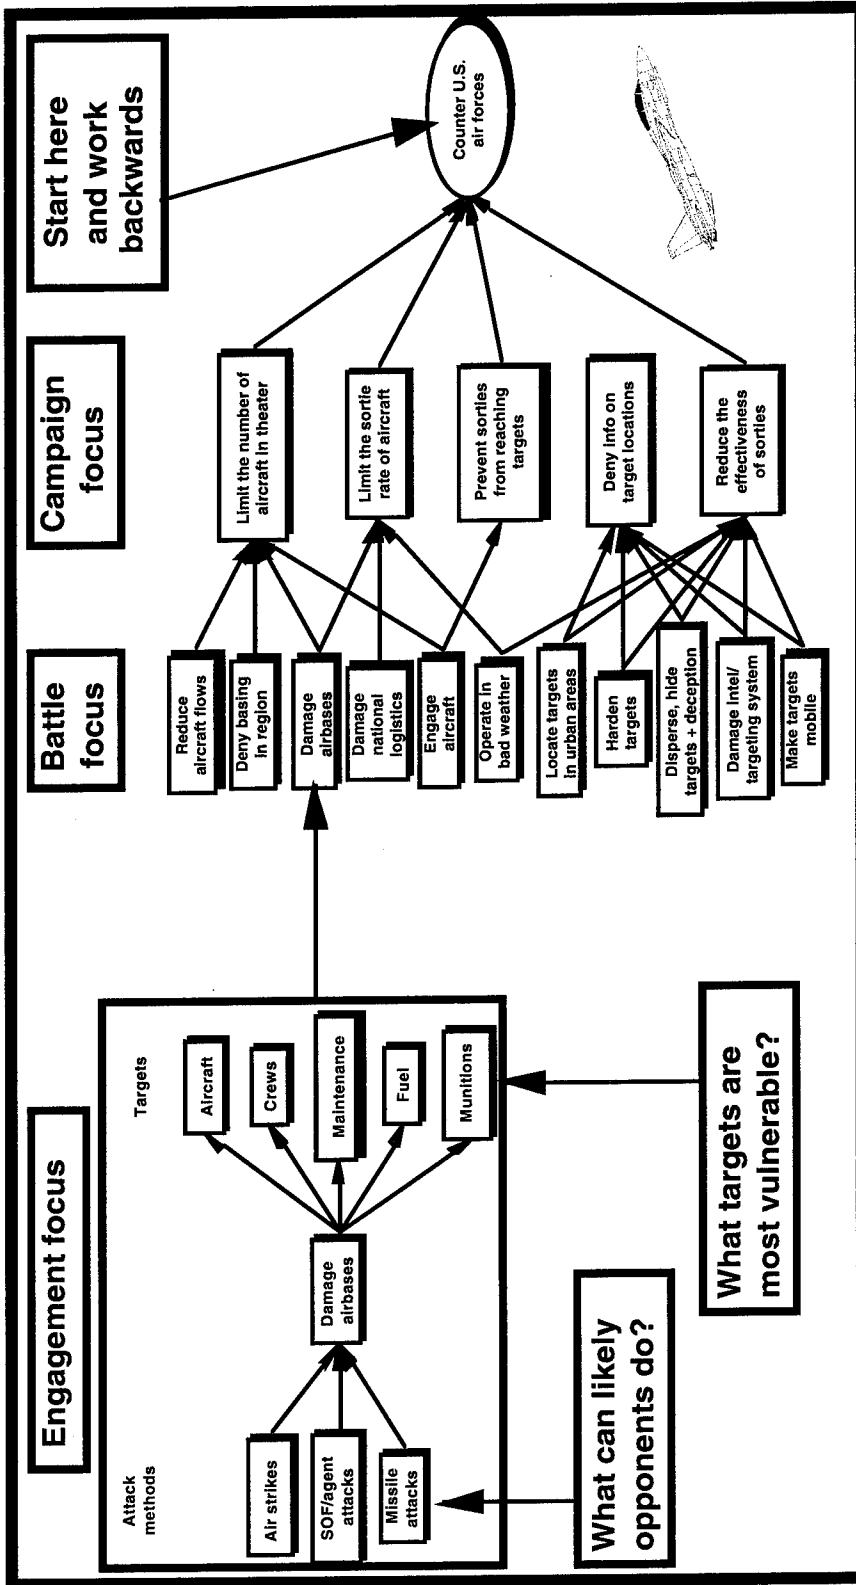 Engagement focus
Battle
focus
Campaign
focus
Start here
and work
backwards
Attack
methods
Targets
Air strikes
SOF/agent
attacks
Missile
attacks
Damage
airbases
Aircraft
Crews
Maintenance
Fuel
Munitions
What can likely
opponents do?
What targets are
most vulnerable?
Reduce
aircraft flows
Deny basing
in region
Damage
airbases
Damage
national
logistics
Engage
aircraft
Operate in
bad weather
Locate targets
in urban areas
Harden
targets
Disperse, hide
targets + deception
Damage intel/
targeting system
Make targets
mobile
Limit the number of
aircraft in theater
Limit the sortie
rate of aircraft
Prevent sorties
from reaching
targets
Deny info on
target locations
Reduce the
effectiveness
of sorties
Counter U.S.
air forces